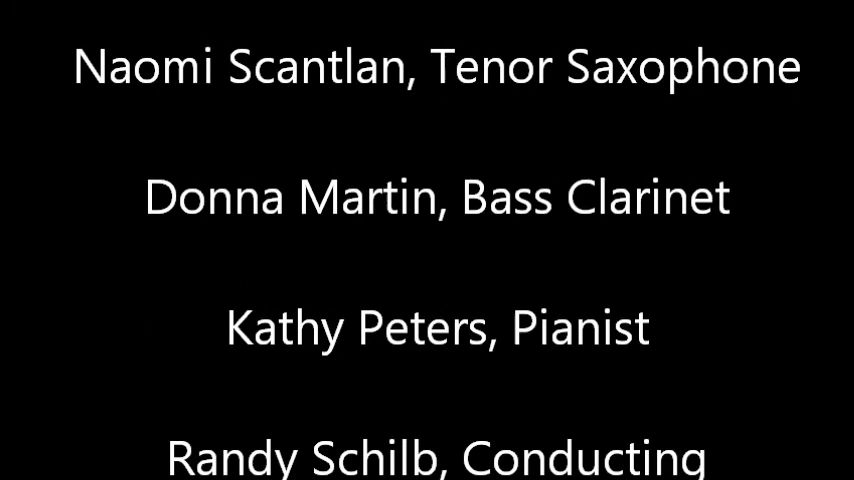 Naomi Scantlan, Tenor Saxophone
Donna Martin, Bass Clarinet
Kathy Peters, Pianist
Randy Schilb, Conducting